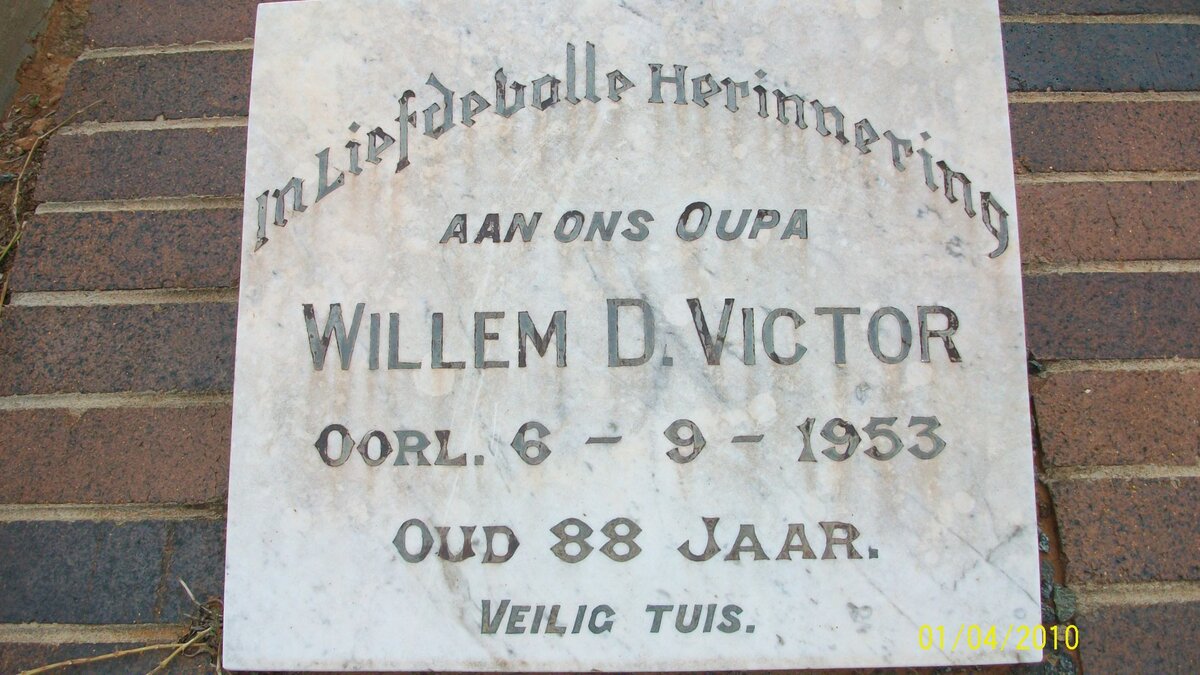 In Liefdevolle Herinnering
AAN ONS OUPA
WILLEM D. VICTOR
OORL. 6 - 9 - 1953
OUD 88 JAAR.
VEILIG TUIS.
01/04/2010